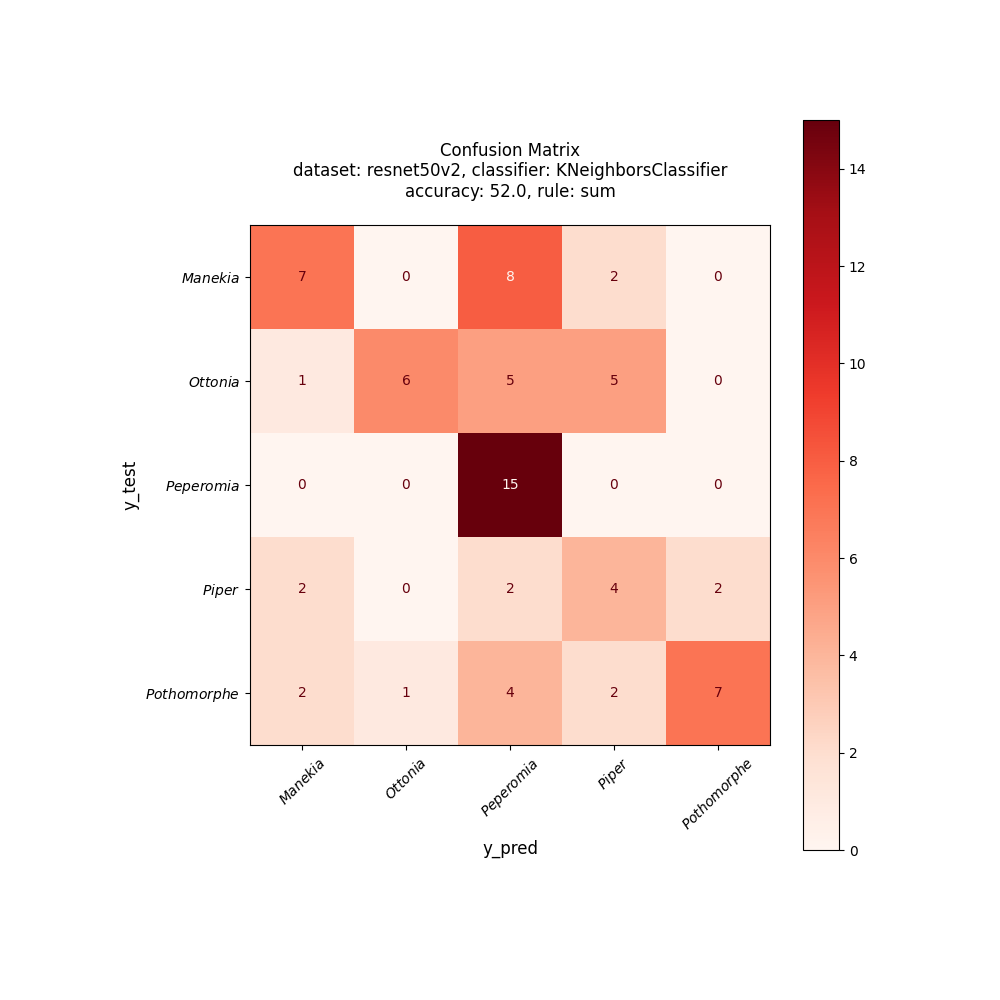 Confusion Matrix
dataset: resnet50v2, classifier: KNeighborsClassifier
accuracy: 52.0, rule: sum
y_test
Manekia 7 0 8 2 0
Ottonia 1 6 5 5 0
Peperomia 0 0 15 0 0
Piper 2 0 2 4 2
Pothomorphe 2 1 4 2 7
Manekia Ottonia Peperomia Piper Pothomorphe
y_pred
14
12
10
8
6
4
2
0